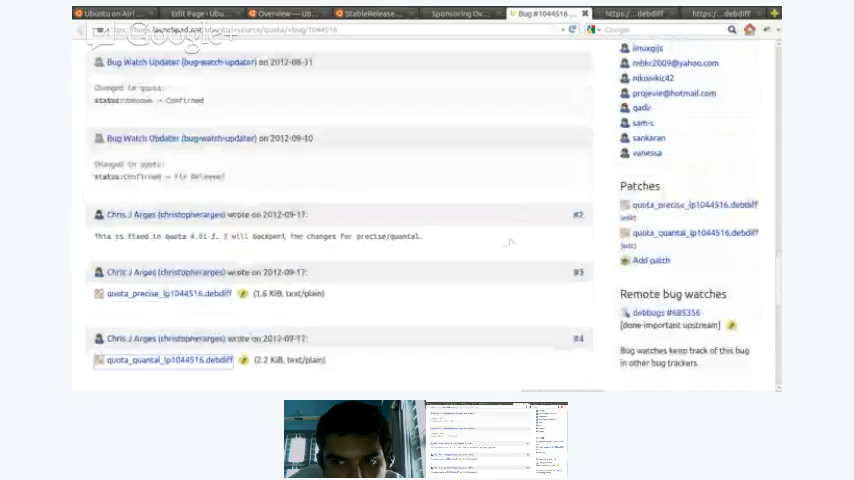 Ubuntu on Air! Edit Page - Ubu... Overview — Ub... StableRelease... Sponsoring Ov... Bug #1044516 ... https:/...debdiff https:/...debdiff
Google+
bugs.launchpad.net source/quota/+bug/1044516 Google
Bug Watch Updater (bug-watch-updater) on 2012-08-31
Changed in quota:
status: Unknown → Confirmed
Bug Watch Updater (bug-watch-updater) on 2012-09-10
Changed in quota:
status: Confirmed → Fix Released
Chris J Arges (christopherarges) wrote on 2012-09-17: #2
This is fixed in quota I will backport the changes for precise/quantal.
Chris J Arges (christopherarges) wrote on 2012-09-17: #3
quota_precise_lp1044516.debdiff (1.6 KiB, text/plain)
Chris J Arges (christopherarges) wrote on 2012-09-17: #4
quota_quantal_lp1044516.debdiff (2.2 KiB, text/plain)
linuxgijs
mbkc2009@yahoo.com
nikonikic42
projevie@hotmail.com
qadir
sam-c
sankaran
vanessa
Patches
quota_precise_lp1044516.debdiff
(edit)
quota_quantal_lp1044516.debdiff
(edit)
Add patch
Remote bug watches
debbugs #685356
[done important upstream]
Bug watches keep track of this bug
in other bug trackers.